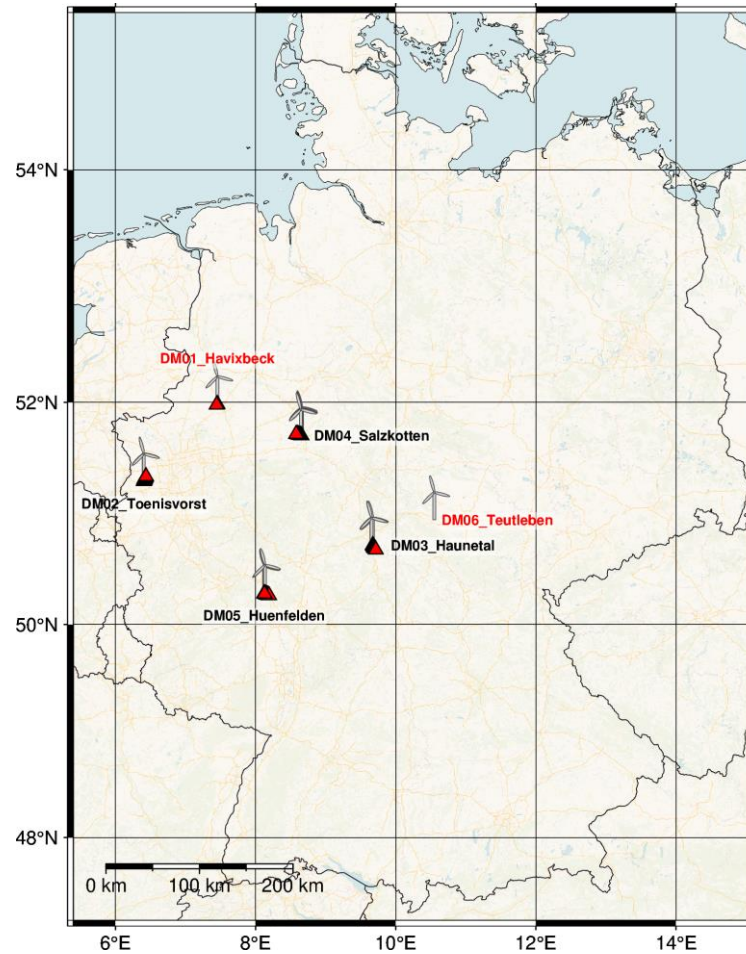 54°N
DM01_Havixbeck
52°N
DM04_Salzkotten
DM02_Toenisvorst
DM06_Teutleben
DM03_Haunetal
DM05_Huenfelden
50°N
48°N
0 km 100 km 200 km
6°E 8°E 10°E 12°E 14°E